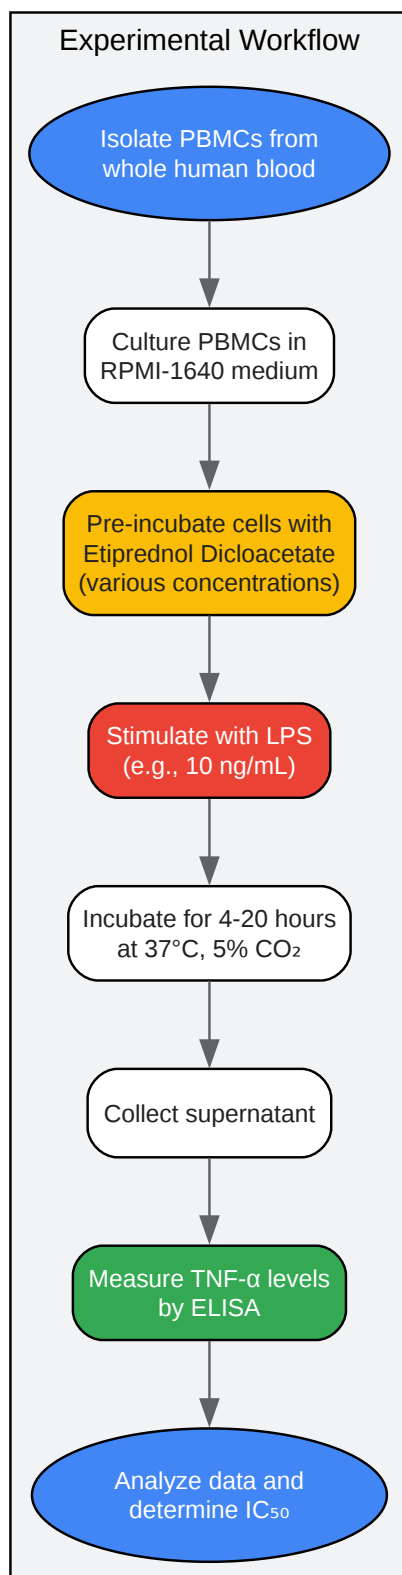 Experimental Workflow
Isolate PBMCs from
whole human blood
Culture PBMCs in
RPMI-1640 medium
Pre-incubate cells with
Etiprednol Dicloacetate
(various concentrations)
Stimulate with LPS
(e.g., 10 ng/mL)
Incubate for 4-20 hours
at 37°C, 5% CO₂
Collect supernatant
Measure TNF-α levels
by ELISA
Analyze data and
determine IC₅₀